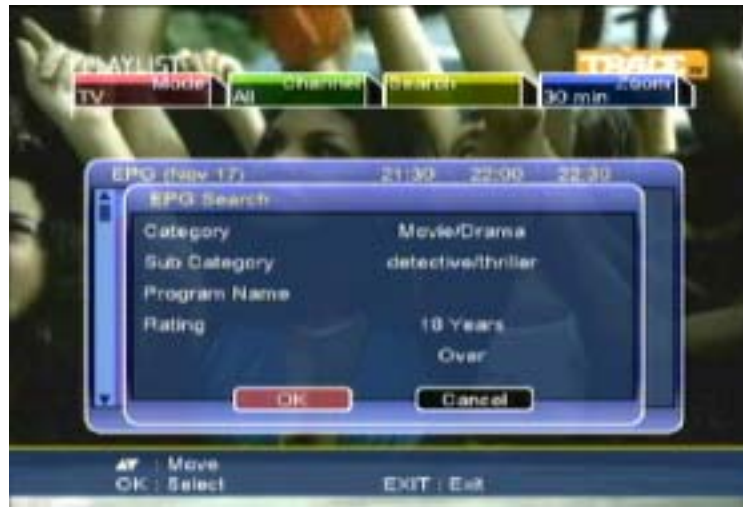 PLAYLIST TRACE TV
Mode Channel Search Zoom
TV All 30 min
EPG (Nov 17) 21:30 22:00 22:30
EPG Search
Category Movie/Drama
Sub Category detective/thriller
Program Name
Rating 18 Years
Over
OK Cancel
▲▼ : Move
OK : Select EXIT : Exit